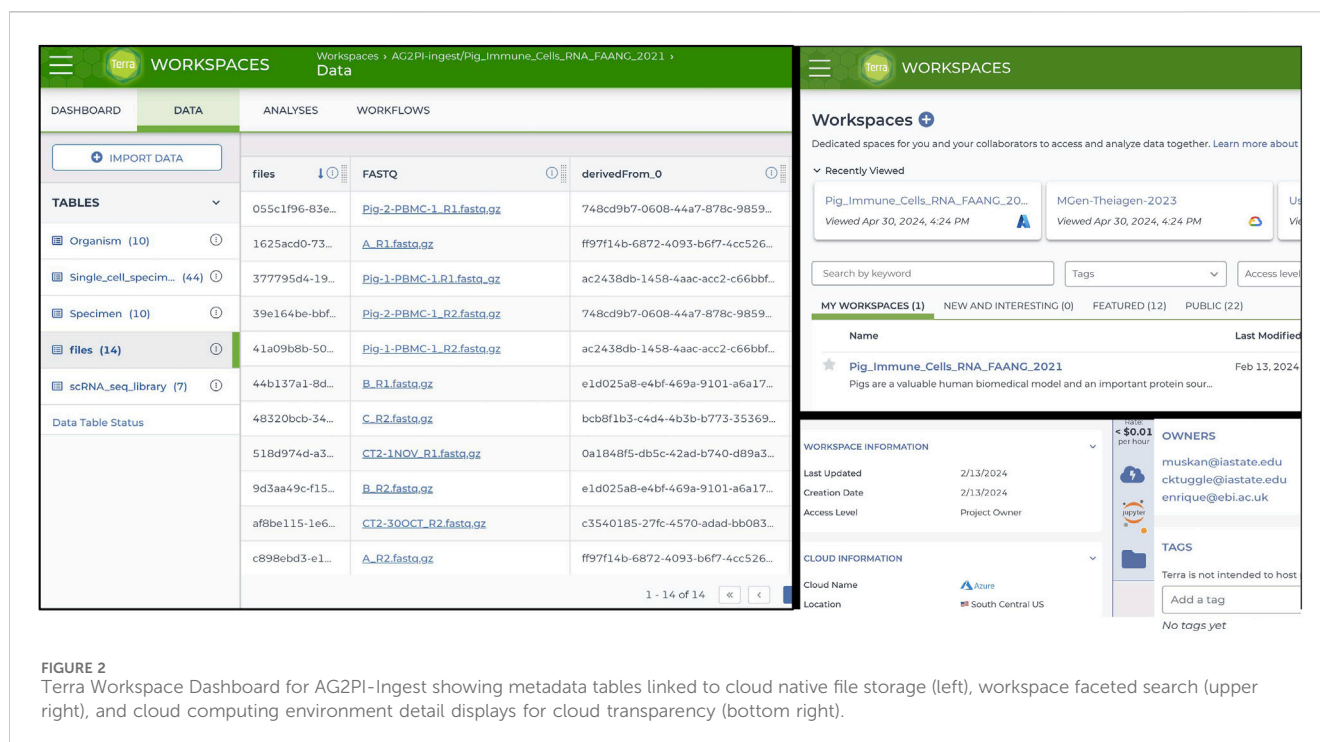 Terra WORKSPACES
Workspaces › AG2PI-ingest/Pig_Immune_Cells_RNA_FAANG_2021 ›
Data
DASHBOARD DATA ANALYSES WORKFLOWS
IMPORT DATA
TABLES
Organism (10)
Single_cell_specim... (44)
Specimen (10)
files (14)
scRNA_seq_library (7)
Data Table Status
files FASTQ derivedFrom_0
055c1f96-83e... Pig-2-PBMC-1_R1.fastq.gz 748cd9b7-0608-44a7-878c-9859...
1625acd0-73... A_R1.fastq.gz ff97f14b-6872-4093-b6f7-4cc526...
377795d4-19... Pig-1-PBMC-1.R1.fastq_gz ac2438db-1458-4aac-acc2-c66bbf...
39e164be-bbf... Pig-2-PBMC-1_R2.fastq.gz 748cd9b7-0608-44a7-878c-9859...
41a09b8b-50... Pig-1-PBMC-1_R2.fastq.gz ac2438db-1458-4aac-acc2-c66bbf...
44b137a1-8d... B_R1.fastq.gz e1d025a8-e4bf-469a-9101-a6a17...
48320bcb-34... C_R2.fastq.gz bcb8f1b3-c4d4-4b3b-b773-35369...
518d974d-a3... CT2-1NOV_R1.fastq.gz 0a1848f5-db5c-42ad-b740-d89a3...
9d3aa49c-f15... B_R2.fastq.gz e1d025a8-e4bf-469a-9101-a6a17...
af8be115-1e6... CT2-30OCT_R2.fastq.gz c3540185-27fc-4570-adad-bb083...
c898ebd3-e1... A_R2.fastq.gz ff97f14b-6872-4093-b6f7-4cc526...
1 - 14 of 14 « ‹
Terra WORKSPACES
Workspaces
Dedicated spaces for you and your collaborators to access and analyze data together. Learn more about
Recently Viewed
Pig_Immune_Cells_RNA_FAANG_20... MGen-Theiagen-2023 Us
Viewed Apr 30, 2024, 4:24 PM Viewed Apr 30, 2024, 4:24 PM Vie
Search by keyword Tags Access level
MY WORKSPACES (1) NEW AND INTERESTING (0) FEATURED (12) PUBLIC (22)
Name Last Modified
Pig_Immune_Cells_RNA_FAANG_2021 Feb 13, 2024
Pigs are a valuable human biomedical model and an important protein sour...
WORKSPACE INFORMATION
Last Updated 2/13/2024
Creation Date 2/13/2024
Access Level Project Owner
CLOUD INFORMATION
Cloud Name Azure
Location South Central US
Rate:
< $0.01
per hour
jupyter
OWNERS
muskan@iastate.edu
cktuggle@iastate.edu
enrique@ebi.ac.uk
TAGS
Terra is not intended to host
Add a tag
No tags yet
FIGURE 2
Terra Workspace Dashboard for AG2PI-Ingest showing metadata tables linked to cloud native file storage (left), workspace faceted search (upper
right), and cloud computing environment detail displays for cloud transparency (bottom right).